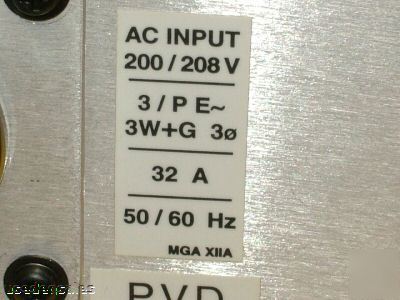 AC INPUT
200 / 208 V
3 / P E~
3W+G 3ø
32 A
50 / 60 Hz
MGA XIIA
PVD